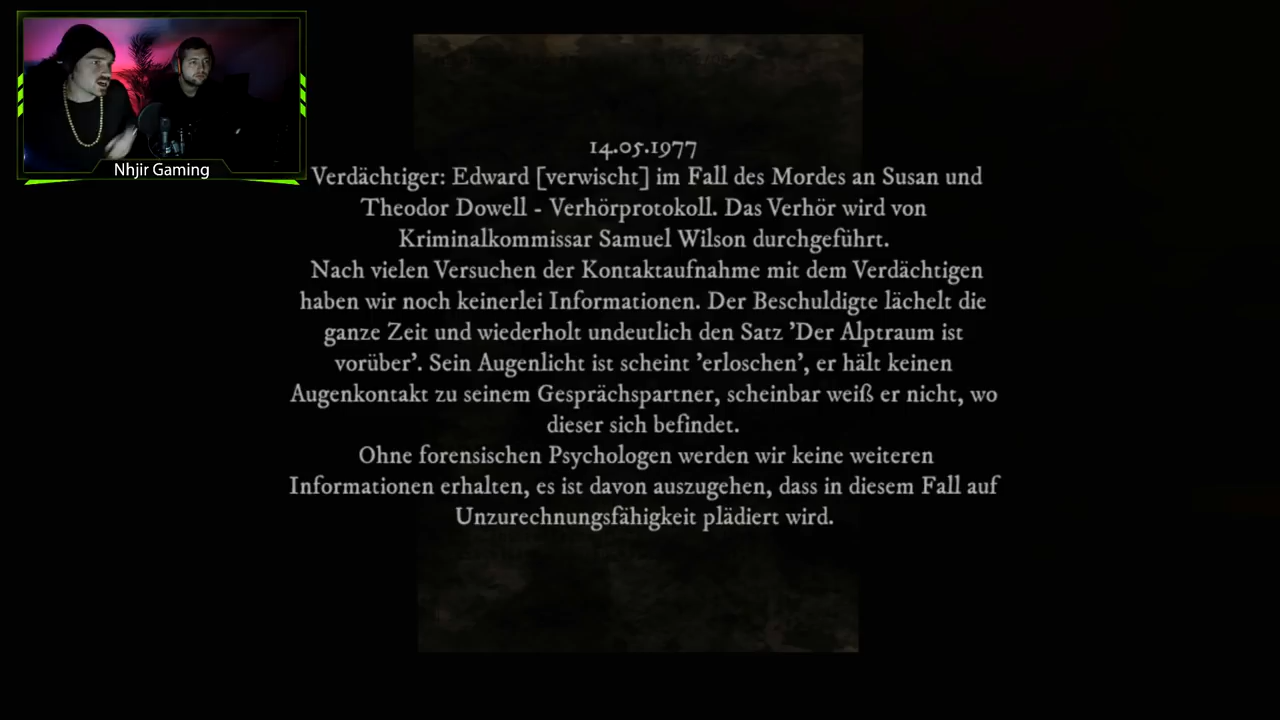 Nhjir Gaming
14.05.1977
Verdächtiger: Edward [verwischt] im Fall des Mordes an Susan und
Theodor Dowell - Verhörprotokoll. Das Verhör wird von
Kriminalkommissar Samuel Wilson durchgeführt.
Nach vielen Versuchen der Kontaktaufnahme mit dem Verdächtigen
haben wir noch keinerlei Informationen. Der Beschuldigte lächelt die
ganze Zeit und wiederholt undeutlich den Satz 'Der Alptraum ist
vorüber'. Sein Augenlicht ist scheint 'erloschen', er hält keinen
Augenkontakt zu seinem Gesprächspartner, scheinbar weiß er nicht, wo
dieser sich befindet.
Ohne forensischen Psychologen werden wir keine weiteren
Informationen erhalten, es ist davon auszugehen, dass in diesem Fall auf
Unzurechnungsfähigkeit plädiert wird.